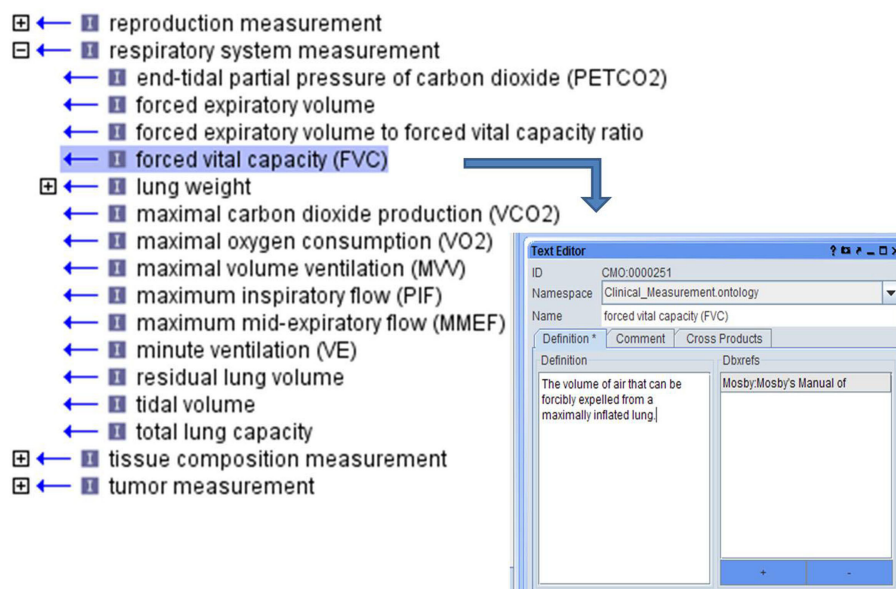 reproduction measurement
respiratory system measurement
end-tidal partial pressure of carbon dioxide (PETCO2)
forced expiratory volume
forced expiratory volume to forced vital capacity ratio
forced vital capacity (FVC)
lung weight
maximal carbon dioxide production (VCO2)
maximal oxygen consumption (VO2)
maximal volume ventilation (MVV)
maximum inspiratory flow (PIF)
maximum mid-expiratory flow (MMEF)
minute ventilation (VE)
residual lung volume
tidal volume
total lung capacity
tissue composition measurement
tumor measurement
Text Editor
ID CMO:0000251
Namespace Clinical_Measurement.ontology
Name forced vital capacity (FVC)
Definition * Comment Cross Products
Definition Dbxrefs
The volume of air that can be
forcibly expelled from a
maximally inflated lung.
Mosby:Mosby's Manual of
+ -